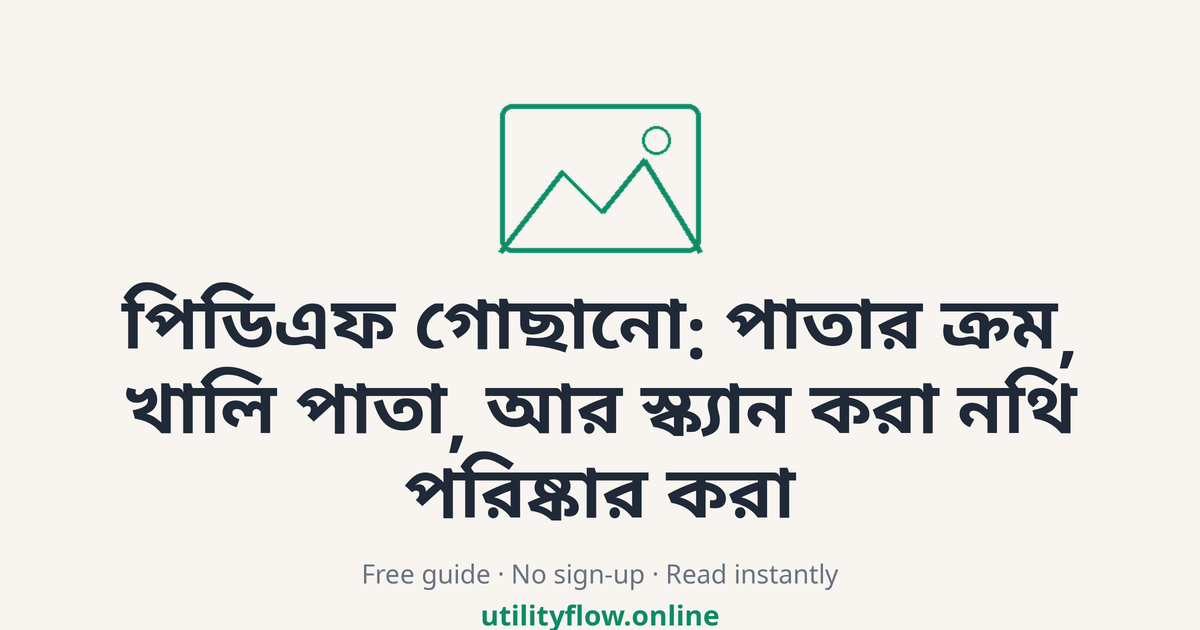 পিডিএফ গোছানো: পাতার ক্রম,
খালি পাতা, আর স্ক্যান করা নথি
পরিষ্কার করা
Free guide · No sign-up · Read instantly
utilityflow.online